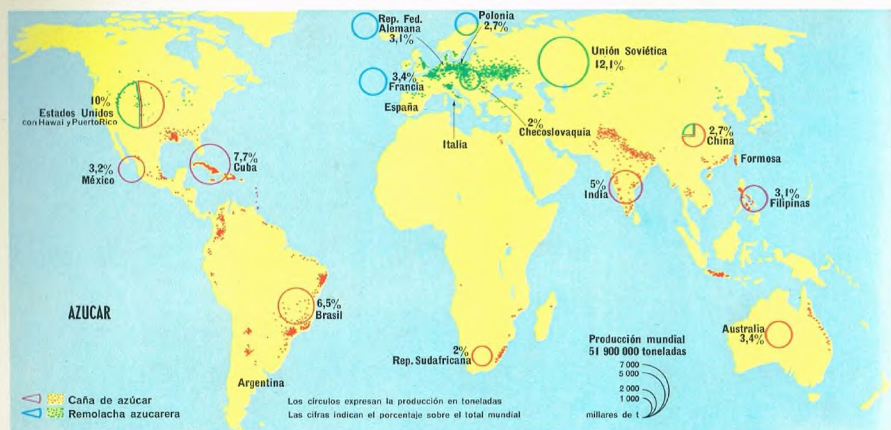 Rep. Fed.
Alemana
3,1%
Polonia
2,7%
Unión Soviética
12,1%
3,4%
Francia
España
Italia
2%
Checoslovaquia
10%
Estados Unidos
con Hawai y Puerto Rico
3,2%
México
7,7%
Cuba
2,7%
China
Formosa
5%
India
3,1%
Filipinas
6,5%
Brasil
AZUCAR
2%
Rep. Sudafricana
Australia
3,4%
Argentina
Producción mundial
51 900 000 toneladas
7 000
5 000
2 000
1 000
millares de t
Caña de azúcar
Remolacha azucarera
Los círculos expresan la producción en toneladas
Las cifras indican el porcentaje sobre el total mundial